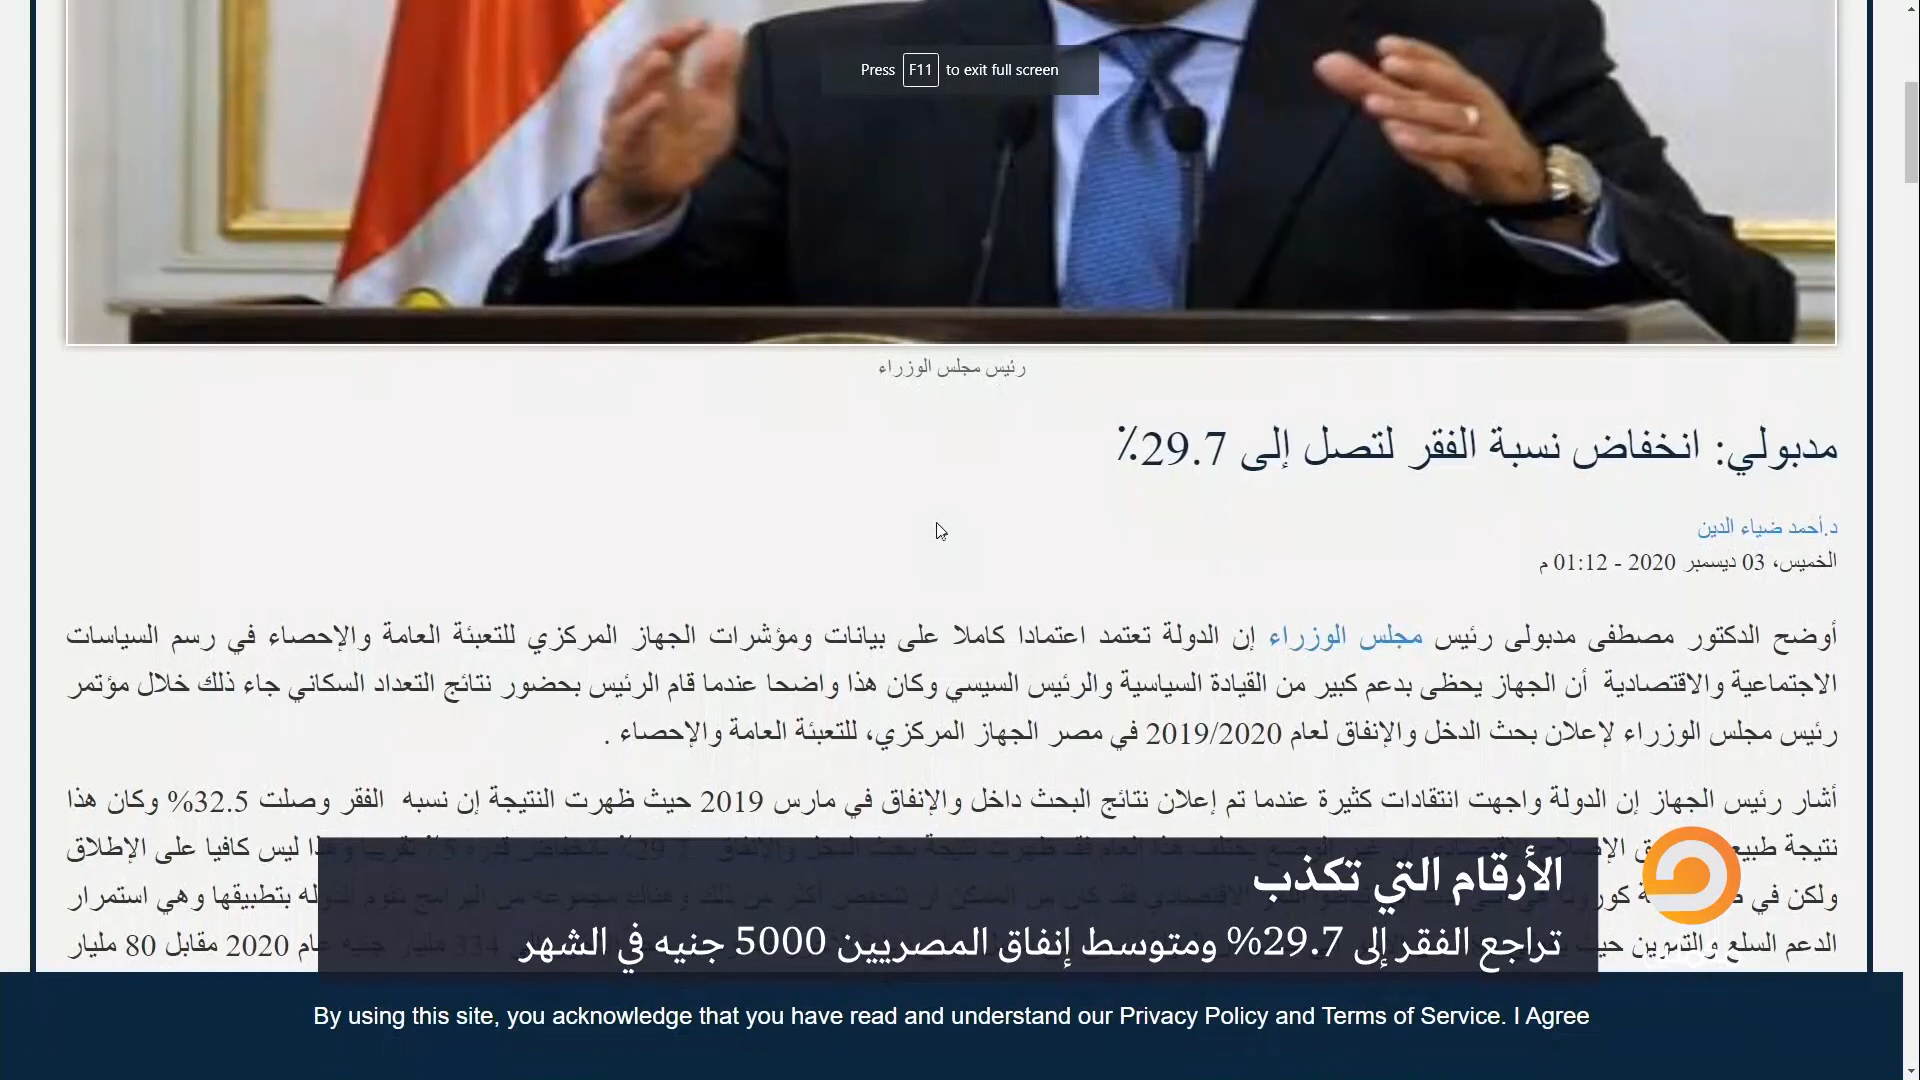 Press F11 to exit full screen
رئيس مجلس الوزراء
مدبولي: انخفاض نسبة الفقر لتصل إلى 29.7٪
د.أحمد ضياء الدين
الخميس، 03 ديسمبر 2020 - 01:12 م
أوضح الدكتور مصطفى مدبولى رئيس مجلس الوزراء إن الدولة تعتمد اعتمادا كاملا على بيانات ومؤشرات الجهاز المركزي للتعبئة العامة والإحصاء في رسم السياسات
الاجتماعية والاقتصادية أن الجهاز يحظى بدعم كبير من القيادة السياسية والرئيس السيسي وكان هذا واضحا عندما قام الرئيس بحضور نتائج التعداد السكاني جاء ذلك خلال مؤتمر
رئيس مجلس الوزراء لإعلان بحث الدخل والإنفاق لعام 2019/2020 في مصر الجهاز المركزي، للتعبئة العامة والإحصاء .
أشار رئيس الجهاز إن الدولة واجهت انتقادات كثيرة عندما تم إعلان نتائج البحث داخل والإنفاق في مارس 2019 حيث ظهرت النتيجة إن نسبه الفقر وصلت 32.5% وكان هذا
نتيجة ليس كافيا على الإطلاق
ولكن في بتطبيقها وهي استمرار
الدعم السلع والتموين عام 2020 مقابل 80 مليار
الأرقام التي تكذب
تراجع الفقر إلى 29.7% ومتوسط إنفاق المصريين 5000 جنيه في الشهر
By using this site, you acknowledge that you have read and understand our Privacy Policy and Terms of Service. I Agree